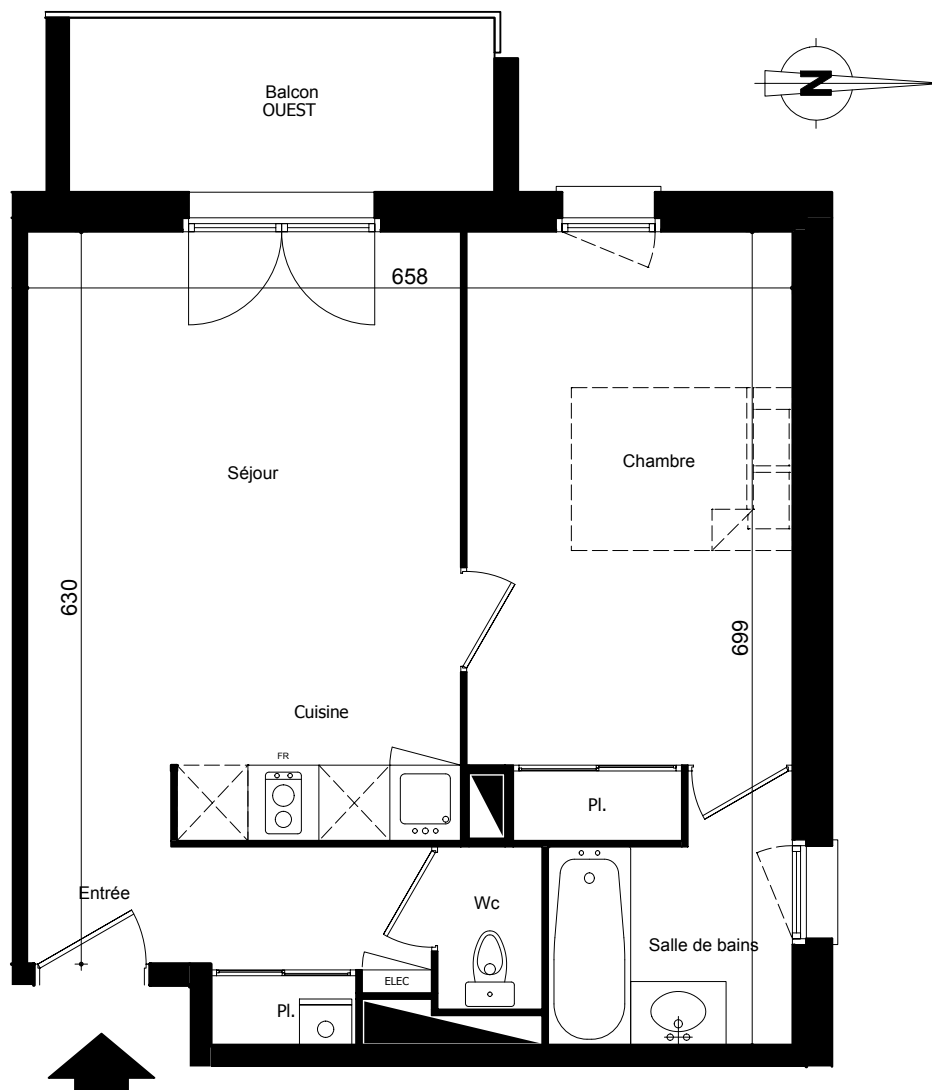 Balcon
OUEST
N
658
Séjour
Chambre
630
699
Cuisine
FR
Pl.
Entrée
Wc
Salle de bains
ELEC
Pl.